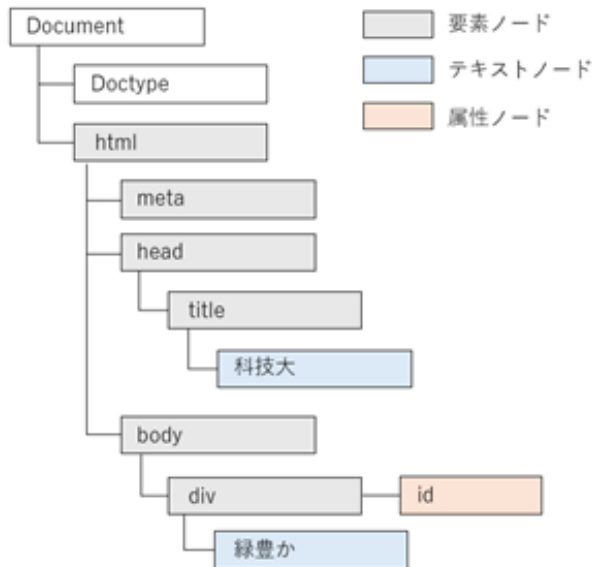 Document
Doctype
html
meta
head
title
科技大
body
div
id
緑豊か
要素ノード
テキストノード
属性ノード